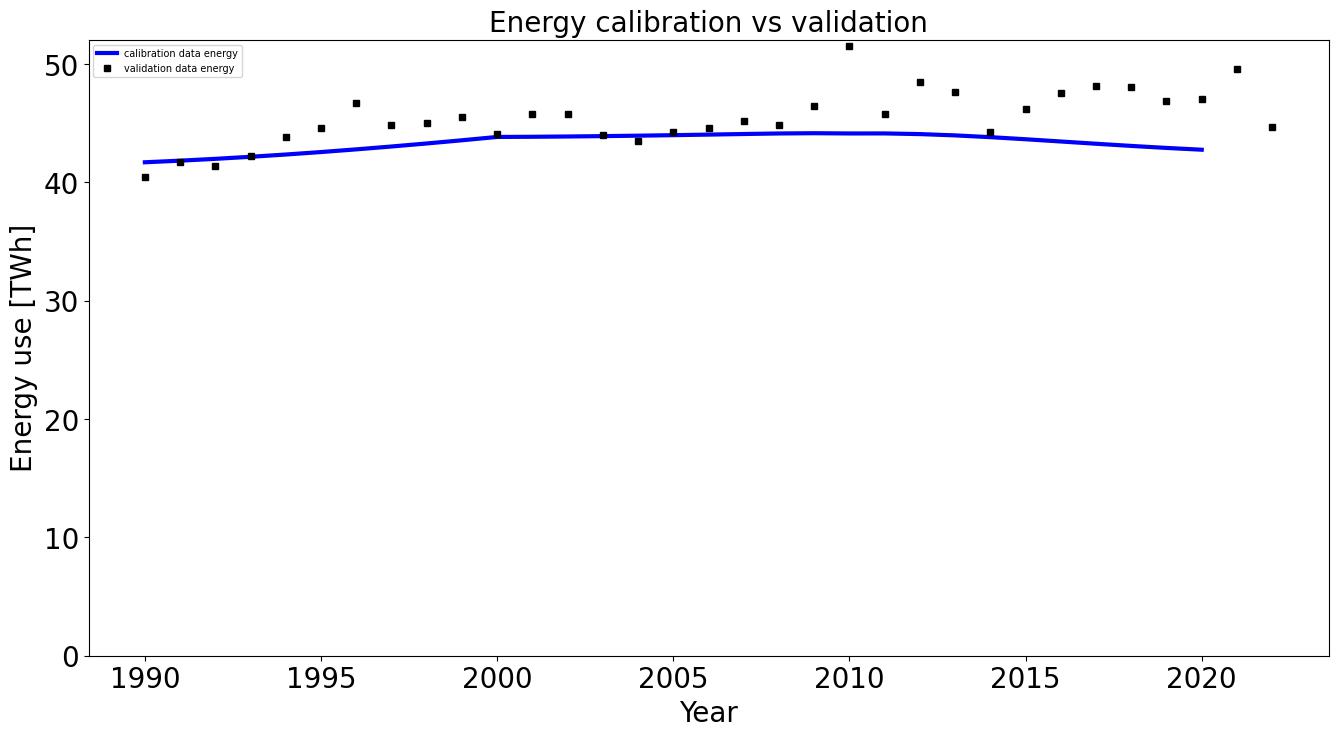 Energy calibration vs validation
calibration data energy
validation data energy
50
40
30
20
10
0
Energy use [TWh]
1990 1995 2000 2005 2010 2015 2020
Year